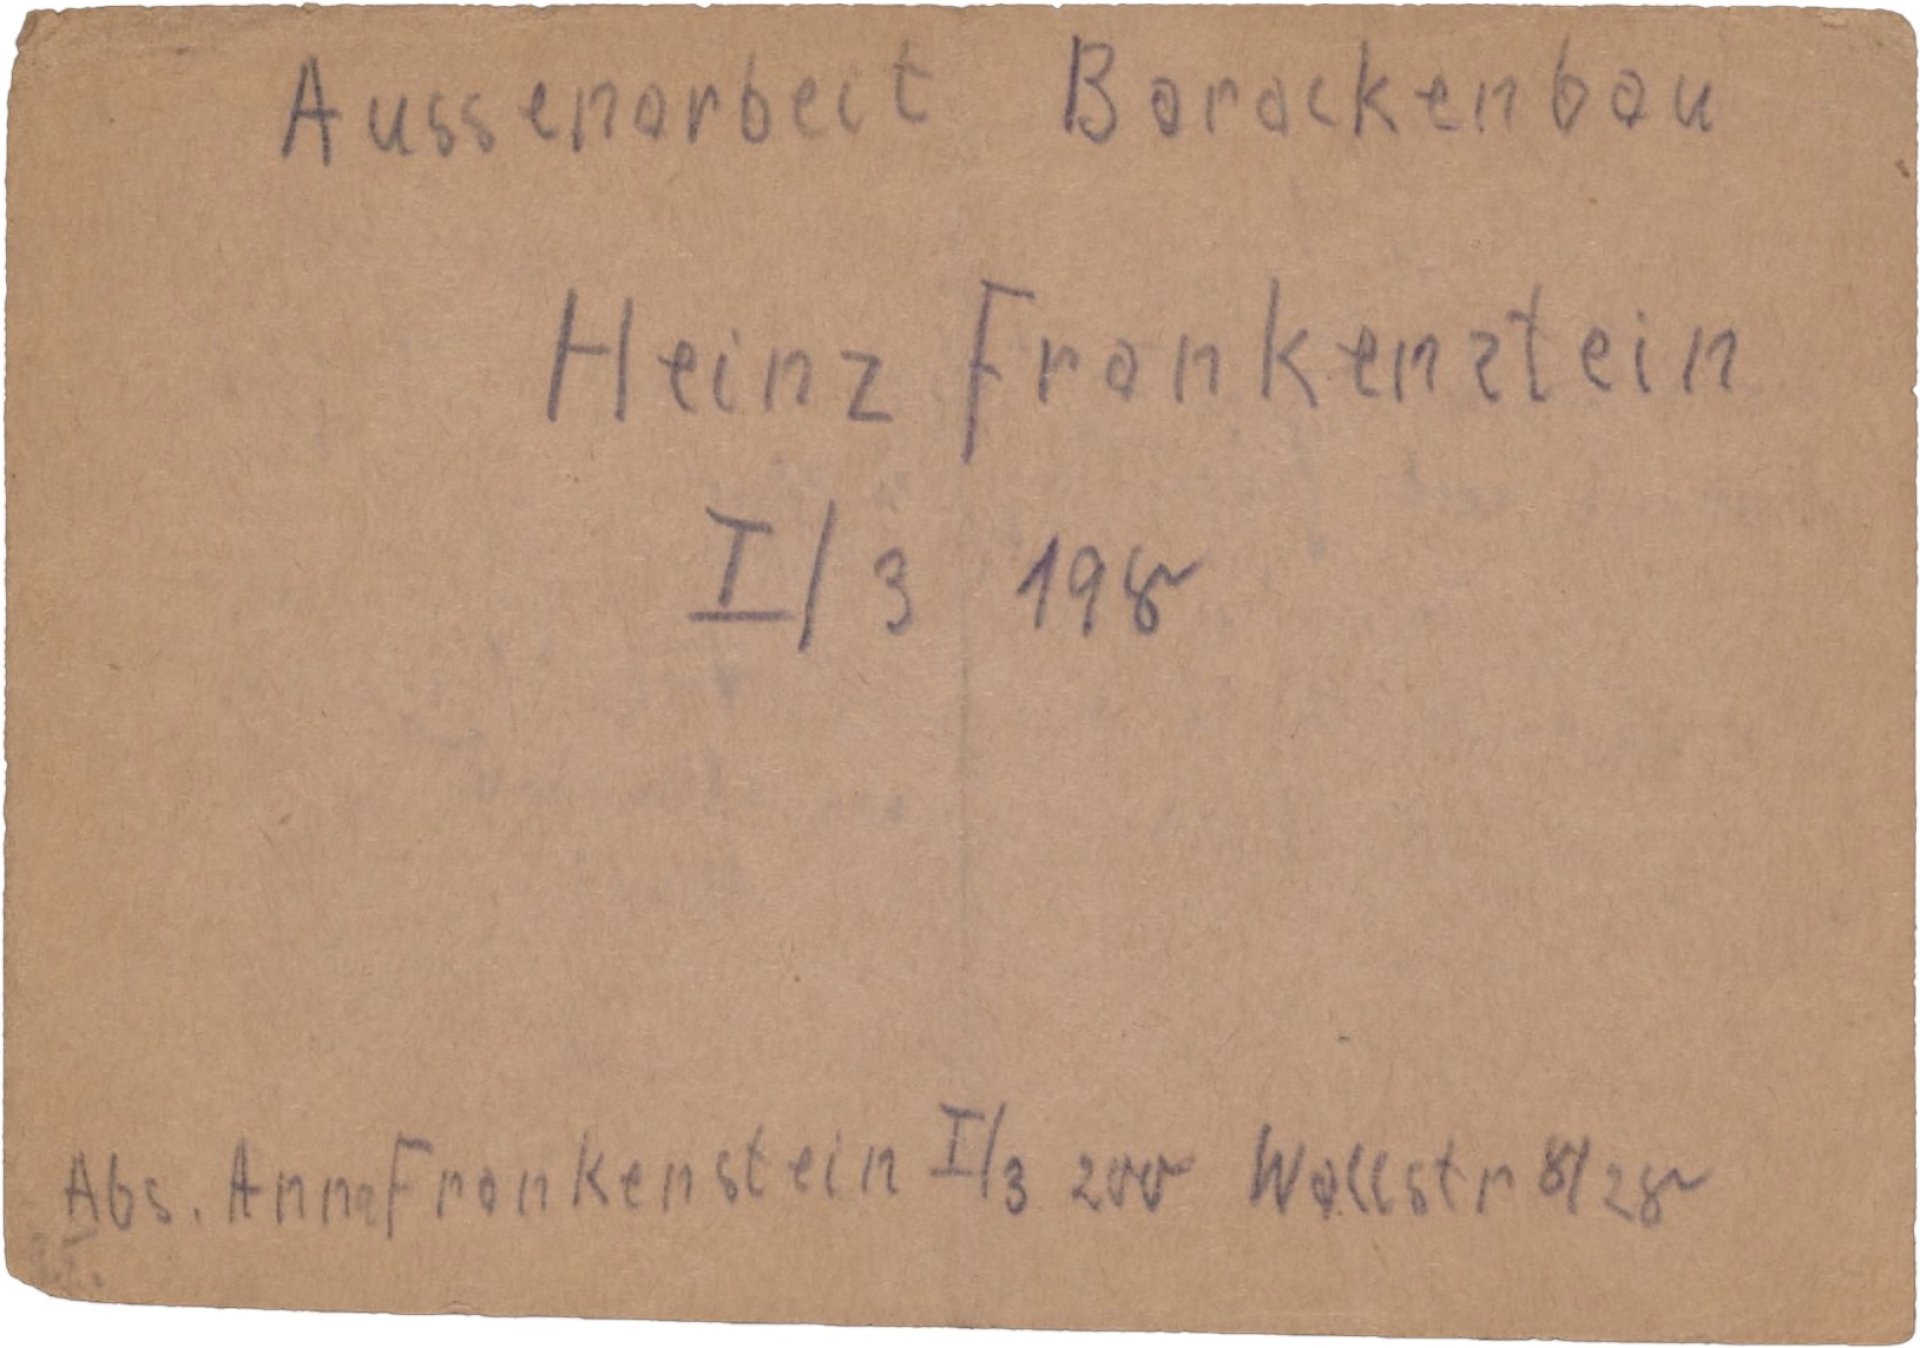 Aussenarbeit Barackenbau
Heinz Frankenstein
I/3 198
Abs. Anna Frankenstein I/3 200 Wallstr 8/28